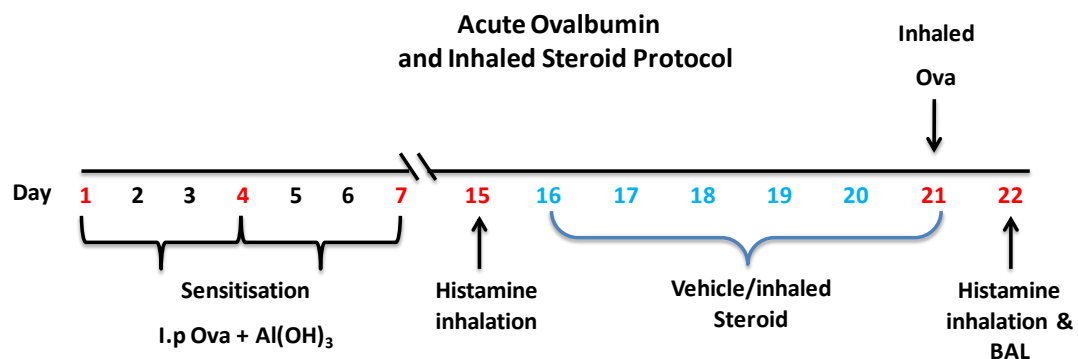 Acute Ovalbumin
and Inhaled Steroid Protocol
Inhaled
Ova
Day 1 2 3 4 5 6 7 15 16 17 18 19 20 21 22
Sensitisation
I.p Ova + Al(OH)₃
Histamine
inhalation
Vehicle/inhaled
Steroid
Histamine
inhalation &
BAL